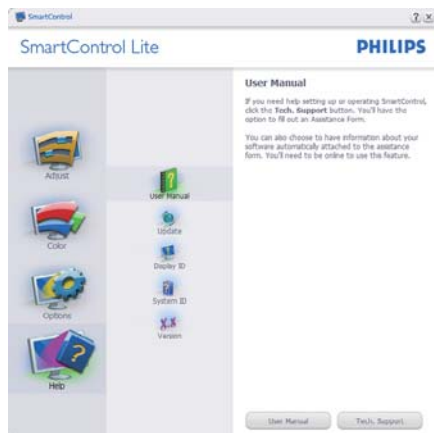 SmartControl
SmartControl Lite
PHILIPS
Adjust
Color
Options
Help
User Manual
Update
Display ID
System ID
Version
User Manual
If you need help setting up or operating SmartControl,
click the Tech. Support button. You'll have the
option to fill out an Assistance Form.
You can also choose to have information about your
software automatically attached to the assistance
form. You'll need to be online to use this feature.
User Manual
Tech. Support